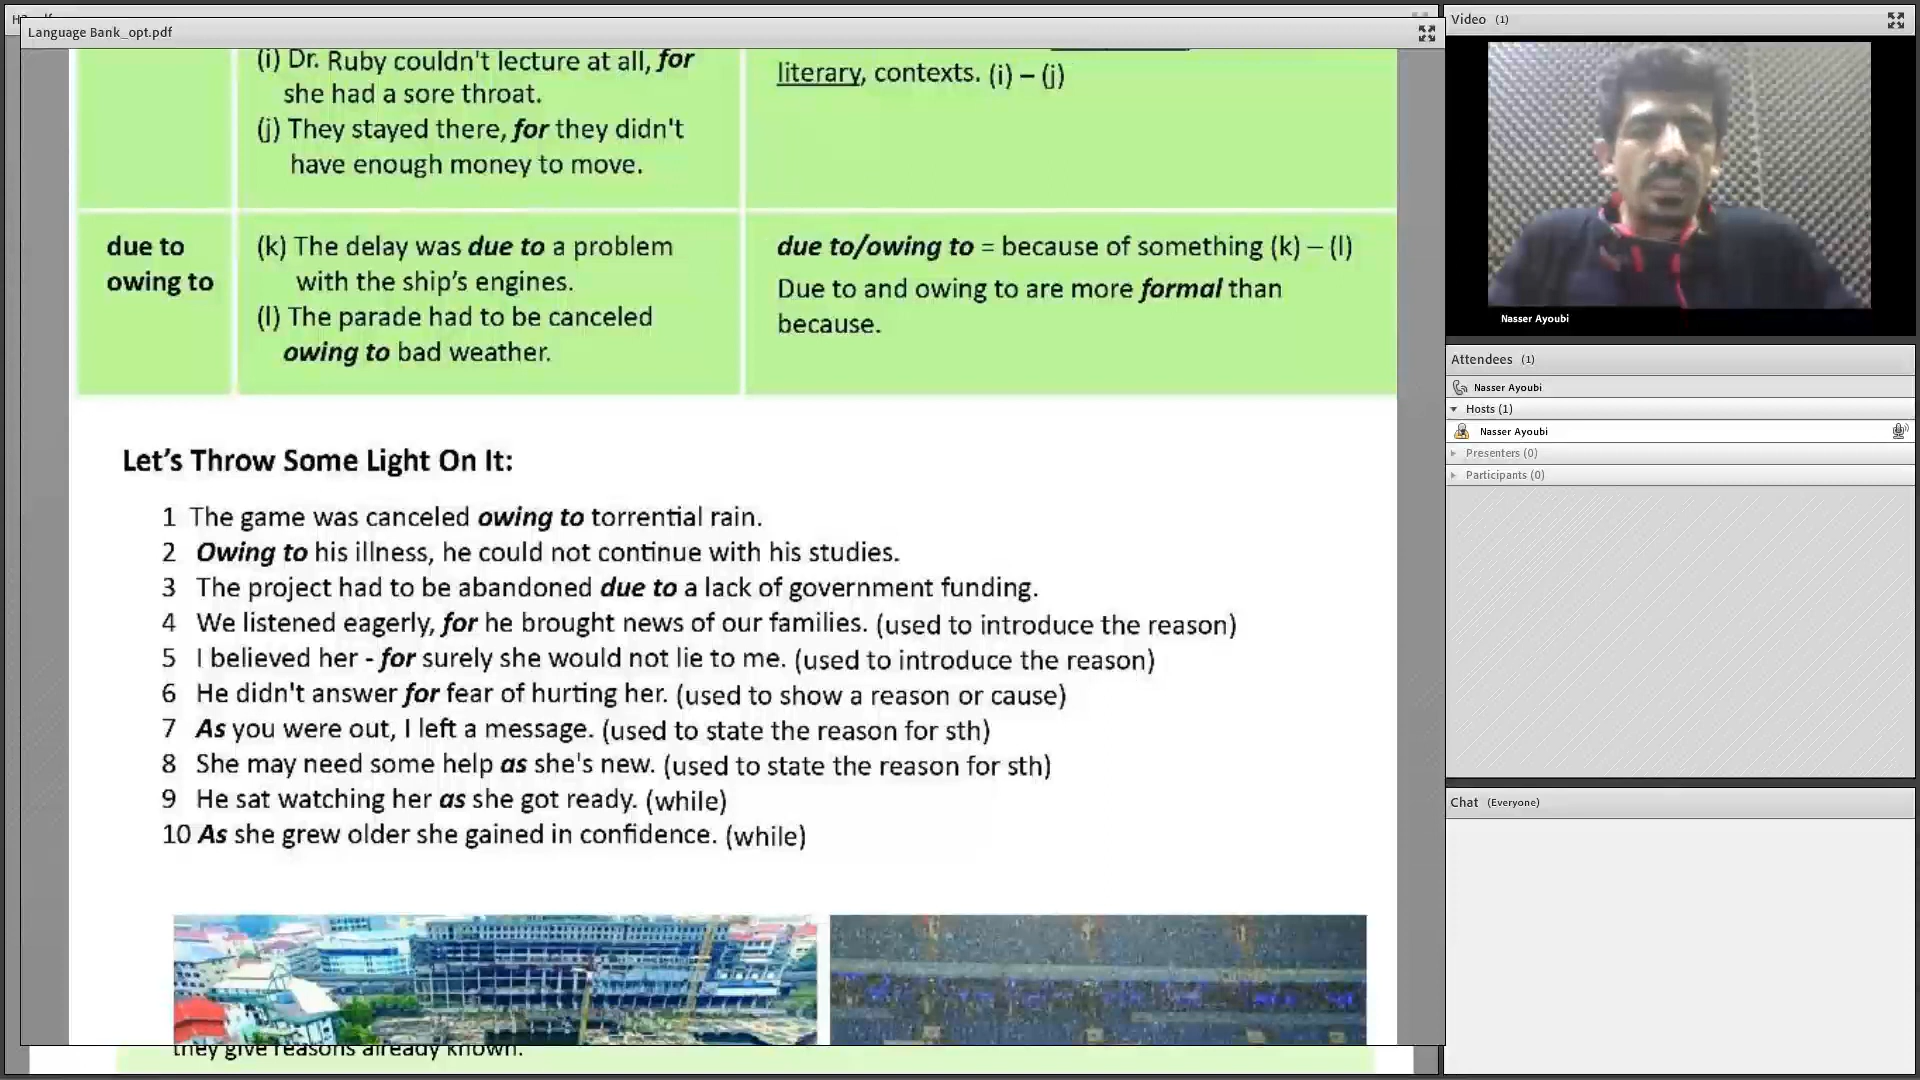 Language Bank_opt.pdf
(i) Dr. Ruby couldn't lecture at all, for
she had a sore throat.
(j) They stayed there, for they didn't
have enough money to move.
literary, contexts. (i) – (j)
due to
owing to
(k) The delay was due to a problem
with the ship's engines.
(l) The parade had to be canceled
owing to bad weather.
due to/owing to = because of something (k) – (l)
Due to and owing to are more formal than
because.
Let's Throw Some Light On It:
1 The game was canceled owing to torrential rain.
2 Owing to his illness, he could not continue with his studies.
3 The project had to be abandoned due to a lack of government funding.
4 We listened eagerly, for he brought news of our families. (used to introduce the reason)
5 I believed her - for surely she would not lie to me. (used to introduce the reason)
6 He didn't answer for fear of hurting her. (used to show a reason or cause)
7 As you were out, I left a message. (used to state the reason for sth)
8 She may need some help as she's new. (used to state the reason for sth)
9 He sat watching her as she got ready. (while)
10 As she grew older she gained in confidence. (while)
they give reasons already known.
Video (1)
Nasser Ayoubi
Attendees (1)
Nasser Ayoubi
Hosts (1)
Nasser Ayoubi
Presenters (0)
Participants (0)
Chat (Everyone)